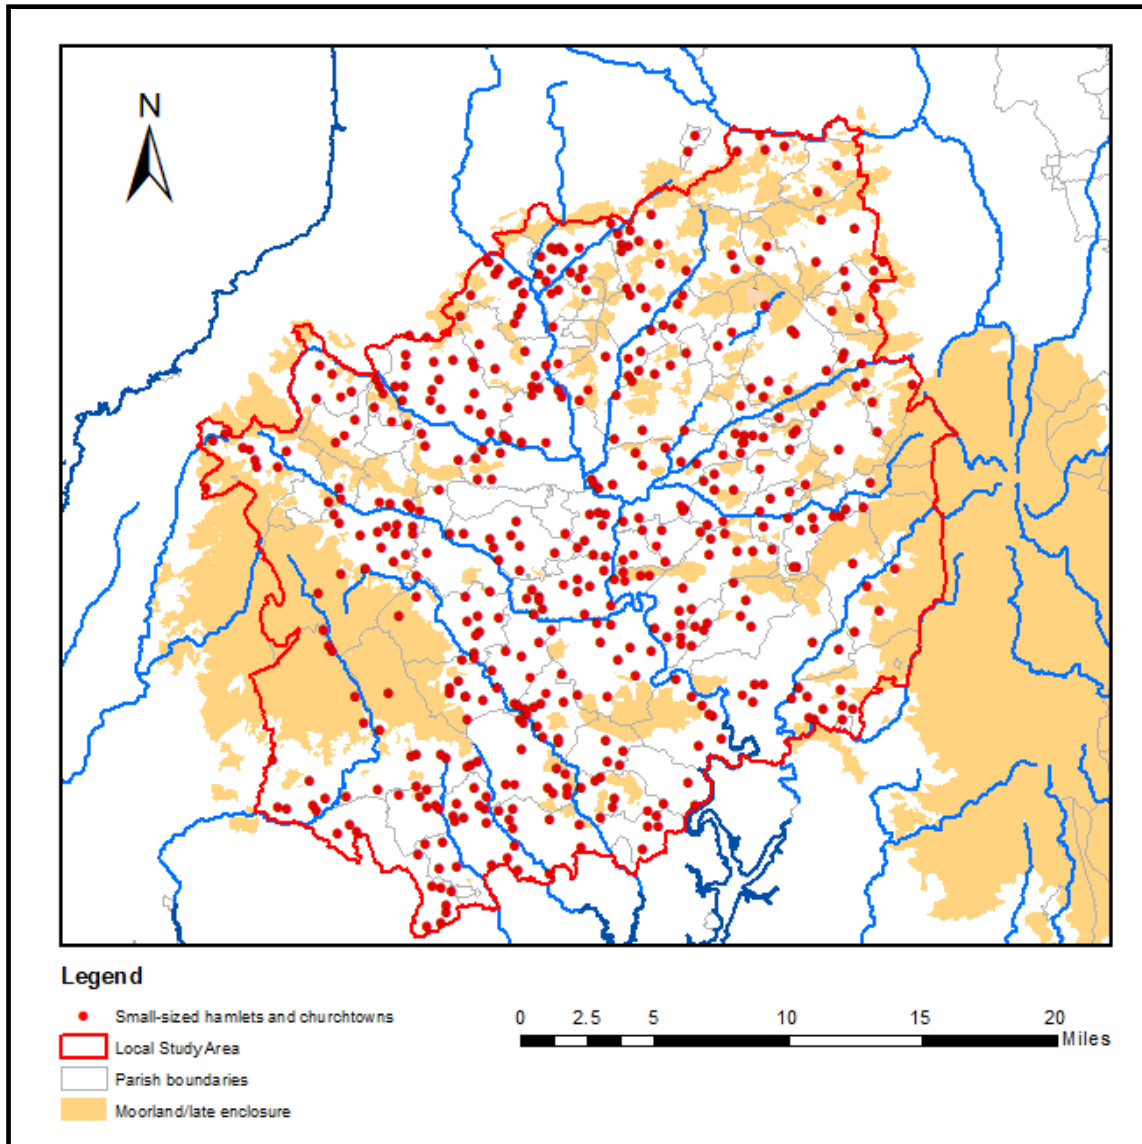 N
Legend
Small-sized hamlets and churchtowns
Local Study Area
Parish boundaries
Moorland/late enclosure
0 2.5 5 10 15 20
Miles